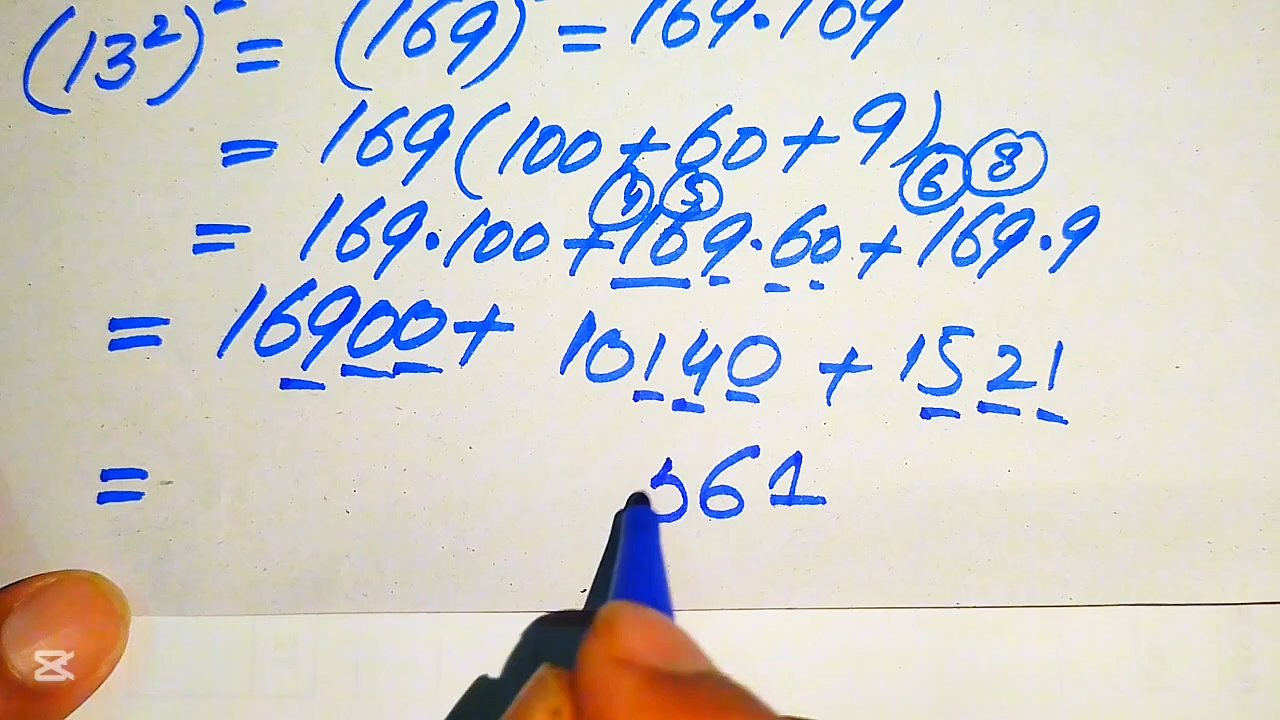 (13²)² = (169)² = 169·169
= 169(100+60+9)
④ ⑤ ⑥ ⑧
= 169·100+169·60+169·9
= 16900+ 10140 + 1521
= 561